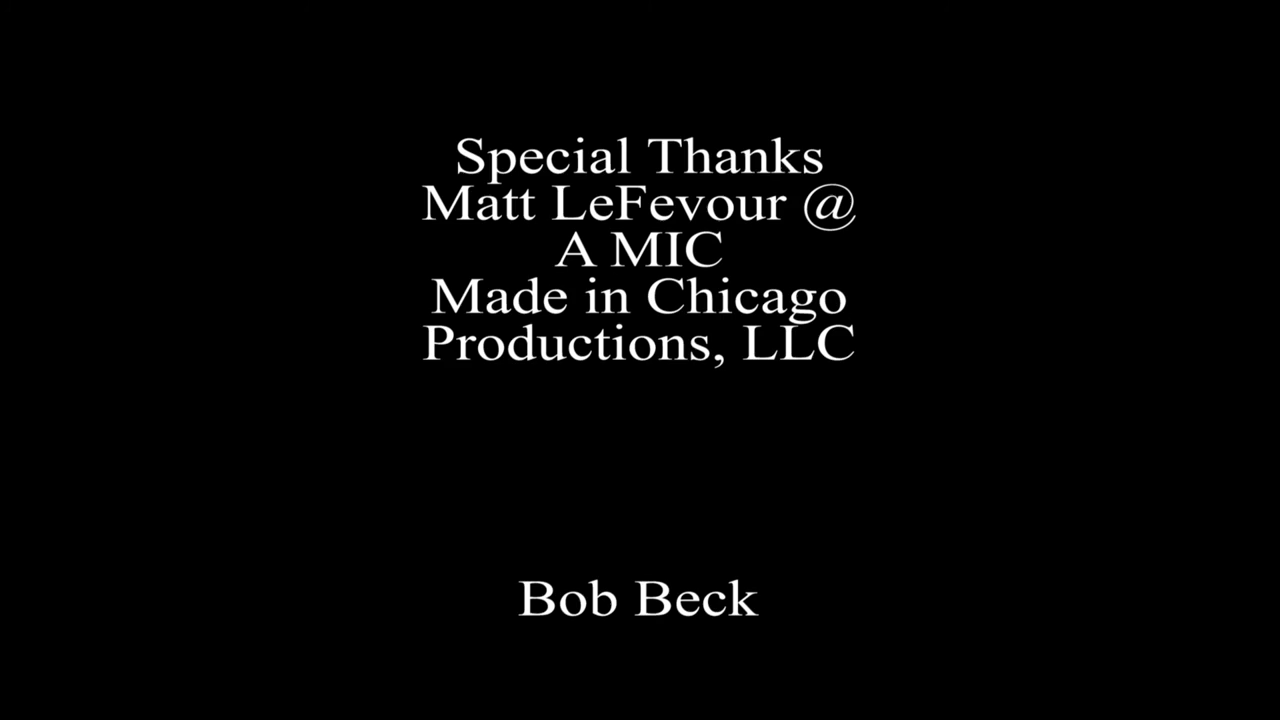 Special Thanks
Matt LeFevour @
A MIC
Made in Chicago
Productions, LLC
Bob Beck